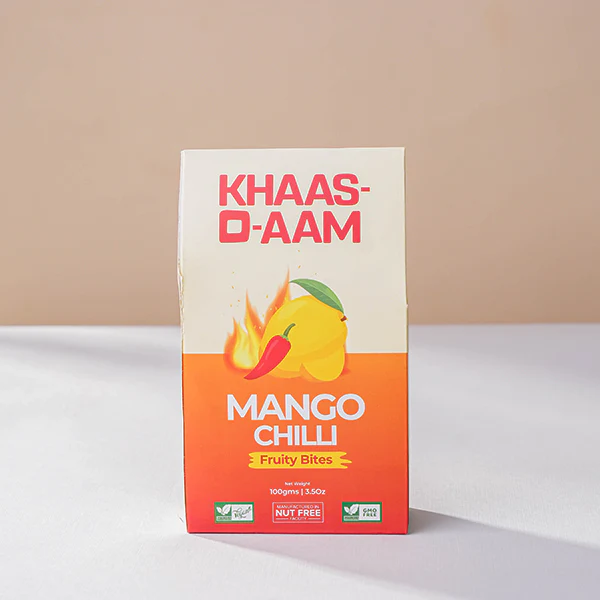 KHAAS-
O-AAM
MANGO
CHILLI
Fruity Bites
Net Weight
100gms | 3.5Oz
MANUFACTURED IN
NUT FREE
FACILITY
GMO
FREE